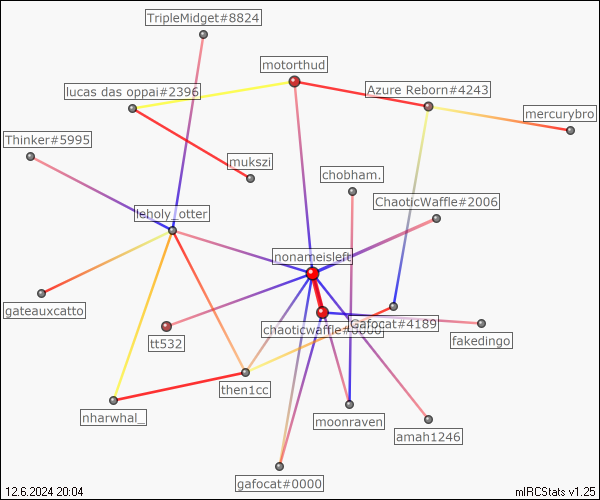 TripleMidget#8824
motorthud
lucas das oppai#2396
Azure Reborn#4243
mercurybro
Thinker#5995
mukszi
chobham.
ChaoticWaffle#2006
leholy_otter
nonameisleft
gateauxcatto
chaoticwaffle#0000
Gafocat#4189
tt532
fakedingo
then1cc
nharwhal_
moonraven
amah1246
gafocat#0000
12.6.2024 20:04
mIRCStats v1.25